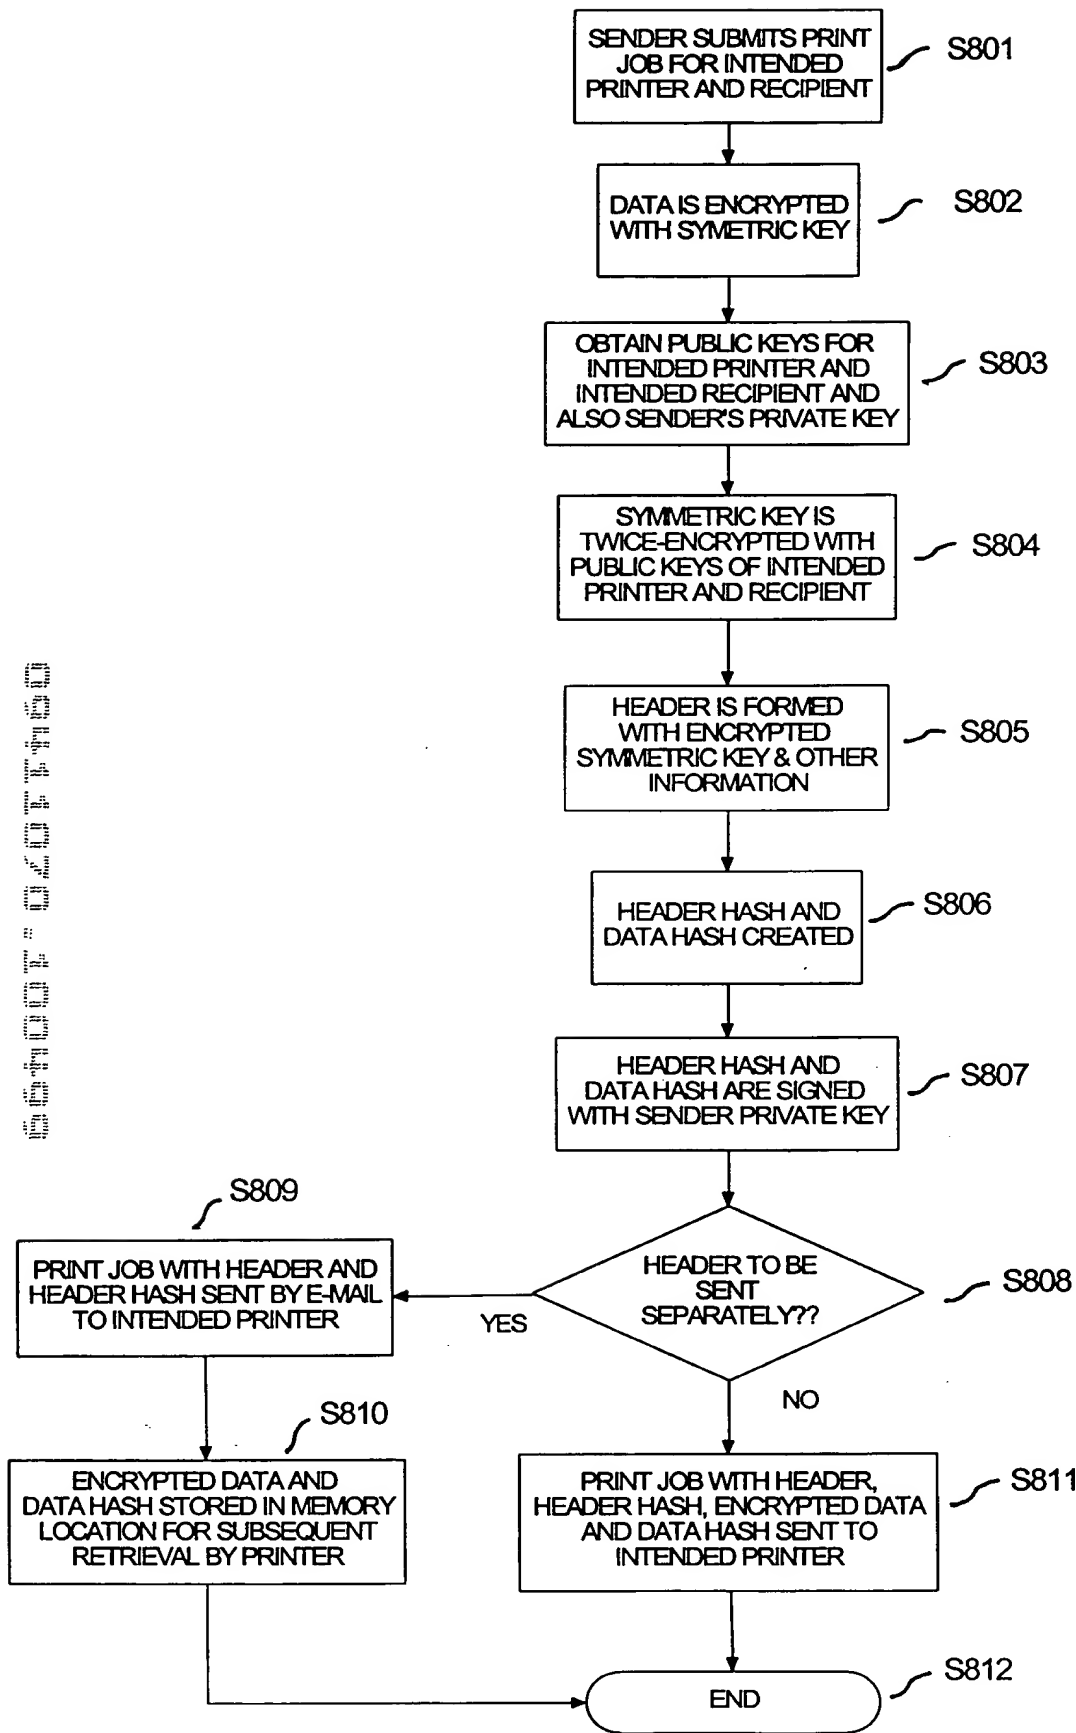 SENDER SUBMITS PRINT
JOB FOR INTENDED
PRINTER AND RECIPIENT
S801
DATA IS ENCRYPTED
WITH SYMETRIC KEY
S802
OBTAIN PUBLIC KEYS FOR
INTENDED PRINTER AND
INTENDED RECIPIENT AND
ALSO SENDER'S PRIVATE KEY
S803
SYMMETRIC KEY IS
TWICE-ENCRYPTED WITH
PUBLIC KEYS OF INTENDED
PRINTER AND RECIPIENT
S804
HEADER IS FORMED
WITH ENCRYPTED
SYMMETRIC KEY & OTHER
INFORMATION
S805
HEADER HASH AND
DATA HASH CREATED
S806
HEADER HASH AND
DATA HASH ARE SIGNED
WITH SENDER PRIVATE KEY
S807
HEADER TO BE
SENT
SEPARATELY??
S808
YES
NO
S809
PRINT JOB WITH HEADER AND
HEADER HASH SENT BY E-MAIL
TO INTENDED PRINTER
S810
ENCRYPTED DATA AND
DATA HASH STORED IN MEMORY
LOCATION FOR SUBSEQUENT
RETRIEVAL BY PRINTER
PRINT JOB WITH HEADER,
HEADER HASH, ENCRYPTED DATA
AND DATA HASH SENT TO
INTENDED PRINTER
S811
END
S812
09411070.100499